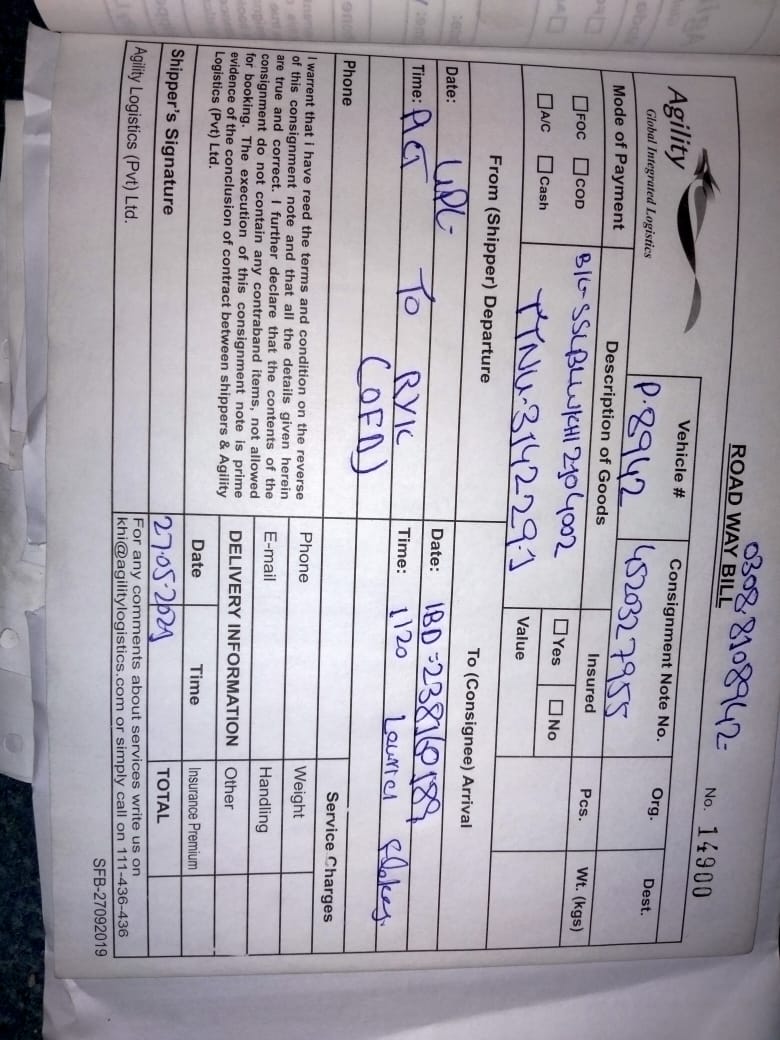 0308-8108942-
ROAD WAY BILL
No. 14900
Agility
Global Integrated Logistics
Vehicle #
P-8942
Consignment Note No.
4520327955
Org.
Dest.
Mode of Payment
FOC COD
A/C Cash
Description of Goods
B/L-SSLBLWKHI2104002
TTNU-3142291
Insured
Yes No
Value
Pcs.
Wt. (kgs)
From (Shipper) Departure
Date: UPL
Time: PICT To RYK
(OFD)
Phone
To (Consignee) Arrival
Date: IBD=238160189
Time: 1120
Phone
E-mail
Service Charges
Weight
Handling
Other
Insurance Premium
TOTAL
I warrent that i have reed the terms and condition on the reverse
of this consignment note and that all the details given herein
are true and correct. I further declare that the contents of the
consignment do not contain any contraband items, not allowed
for booking. The execution of this consignment note is prime
evidence of the conclusion of contract between shippers & Agility
Logistics (Pvt) Ltd.
DELIVERY INFORMATION
Date Time
27-05-2021
Shipper's Signature
Agility Logistics (Pvt) Ltd.
For any comments about services write us on
khi@agilitylogistics.com or simply call on 111-436-436
SFB-27092019